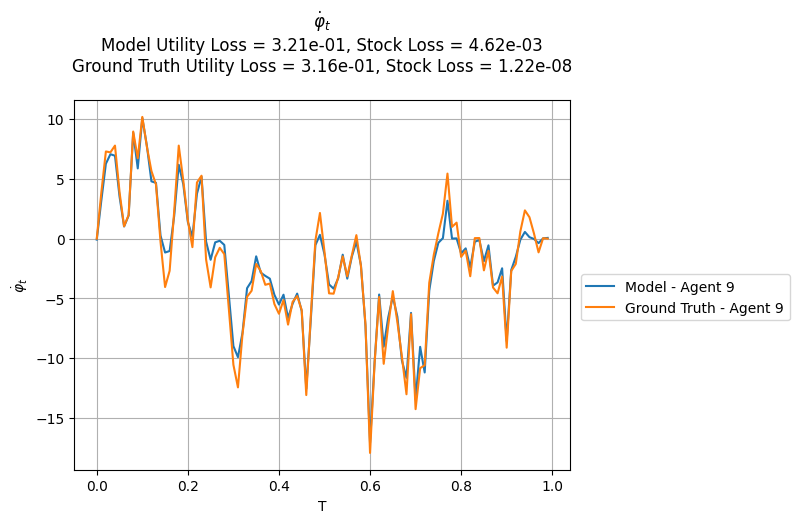 φ̇ₜ
Model Utility Loss = 3.21e-01, Stock Loss = 4.62e-03
Ground Truth Utility Loss = 3.16e-01, Stock Loss = 1.22e-08
10
5
0
−5
−10
−15
φ̇ₜ
0.0 0.2 0.4 0.6 0.8 1.0
T
Model - Agent 9
Ground Truth - Agent 9